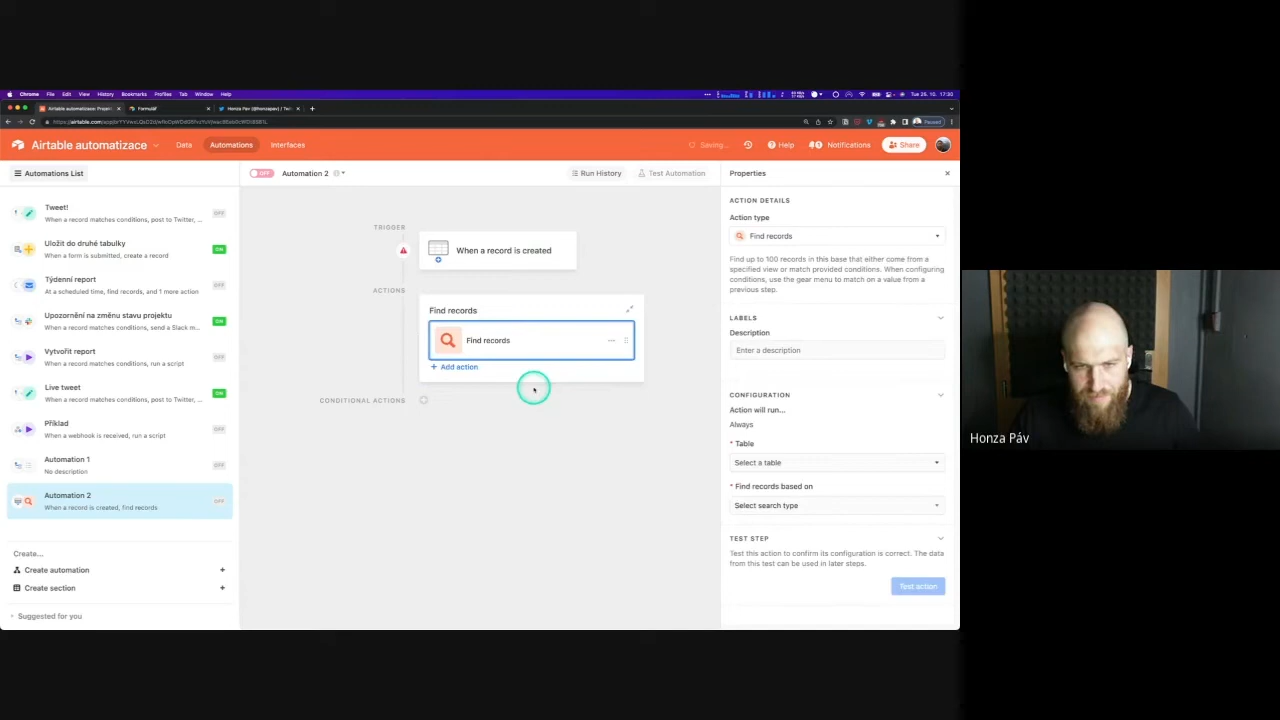 Chrome File Edit View History Bookmarks Profiles Tab Window Help
Tue 25. 10. 17:30
Airtable automatizace: Prezent
Formulář
Honza Páv (@honzapav) / Twi
Paused
Airtable automatizace
Data
Automations
Interfaces
Saving...
Help
Notifications
Share
Automations List
OFF
Automation 2
Run History
Test Automation
Properties
Tweet!
When a record matches conditions, post to Twitter, ...
OFF
Uložit do druhé tabulky
When a form is submitted, create a record
ON
Týdenní report
At a scheduled time, find records, and 1 more action
OFF
Upozornění na změnu stavu projektu
When a record matches conditions, send a Slack m...
ON
Vytvořit report
When a record matches conditions, run a script
OFF
Live tweet
When a record matches conditions, post to Twitter, ...
ON
Příklad
When a webhook is received, run a script
OFF
Automation 1
No description
OFF
Automation 2
When a record is created, find records
OFF
Create...
Create automation
Create section
Suggested for you
TRIGGER
When a record is created
ACTIONS
Find records
Find records
+ Add action
CONDITIONAL ACTIONS
ACTION DETAILS
Action type
Find records
Find up to 100 records in this base that either come from a
specified view or match provided conditions. When configuring
conditions, use the gear menu to match on a value from a
previous step.
LABELS
Description
Enter a description
CONFIGURATION
Action will run...
Always
* Table
Select a table
* Find records based on
Select search type
TEST STEP
Test this action to confirm its configuration is correct. The data
from this test can be used in later steps.
Test action
Honza Páv